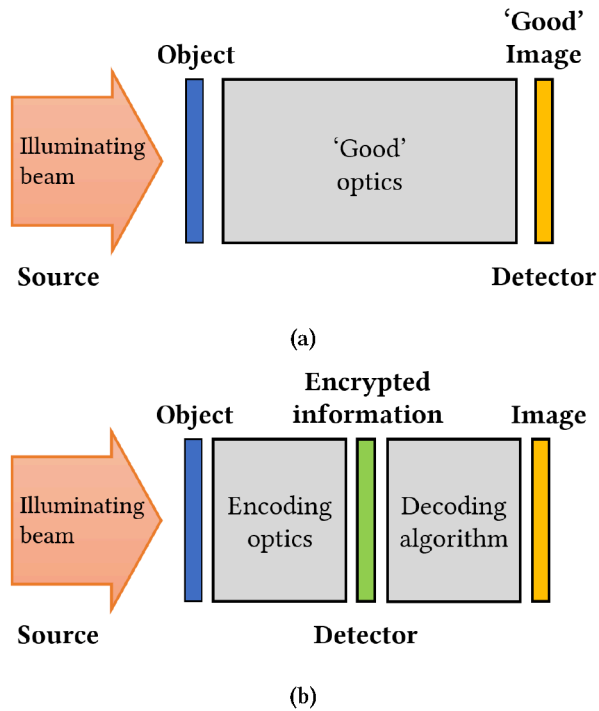 ‘Good’
Object
Image
Illuminating
beam
‘Good’
optics
Source
Detector
(a)
Encrypted
Object
information
Image
Illuminating
beam
Encoding
optics
Decoding
algorithm
Source
Detector
(b)